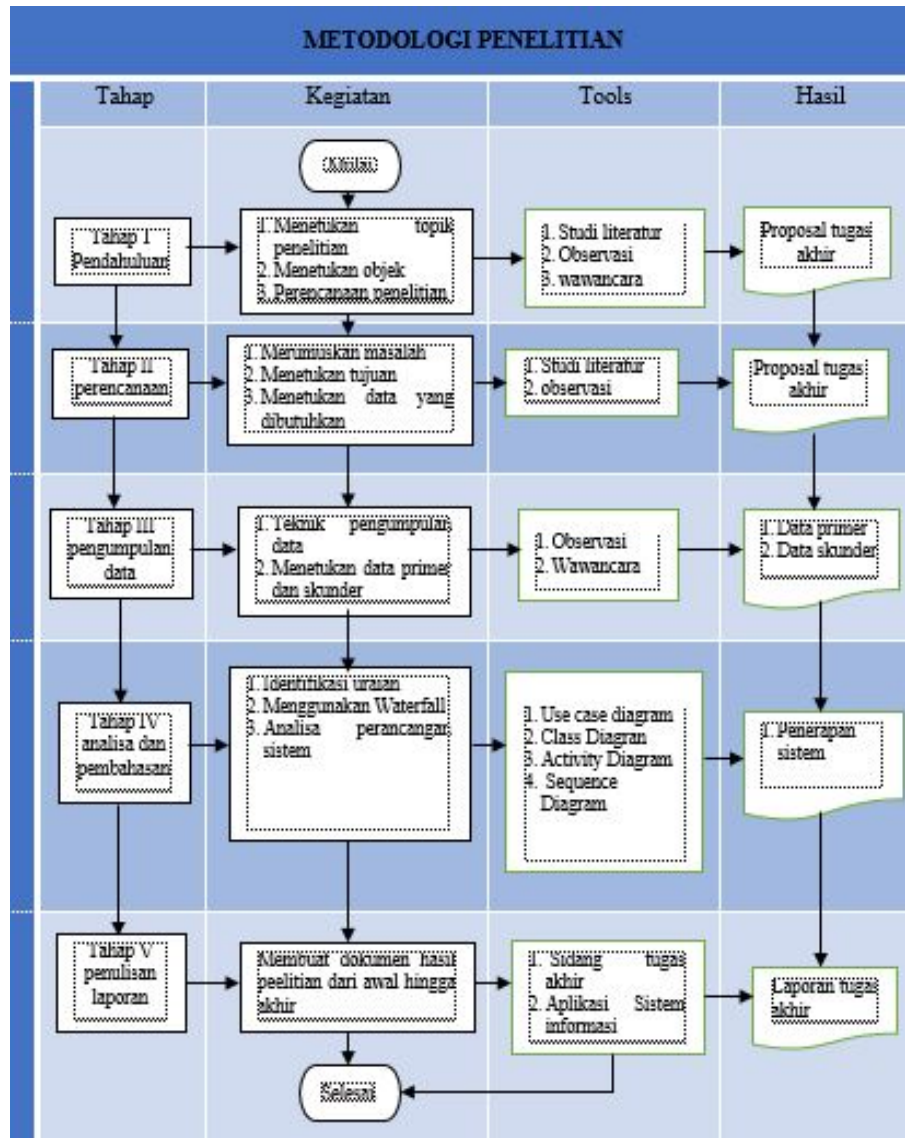 METODOLOGI PENELITIAN
Tahap
Kegiatan
Tools
Hasil
Mulai
Tahap I
Pendahuluan
1. Menetukan topik
penelitian
2. Menetukan objek
3. Perencanaan penelitian
1. Studi literatur
2. Observasi
3. wawancara
Proposal tugas
akhir
Tahap II
perencanaan
1. Merumuskan masalah
2. Menetukan tujuan
3. Menetukan data yang
dibutuhkan
1. Studi literatur
2. observasi
Proposal tugas
akhir
Tahap III
pengumpulan
data
1. Teknik pengumpulan
data
2. Menetukan data primer
dan skunder
1. Observasi
2. Wawancara
1. Data primer
2. Data skunder
Tahap IV
analisa dan
pembahasan
1. Identifikasi uraian
2. Menggunakan Waterfall
3. Analisa perancangan
sistem
1. Use case diagram
2. Class Diagran
3. Activity Diagram
4. Sequence
Diagram
1. Penerapan
sistem
Tahap V
penulisan
laporan
Membuat dokumen hasil
peelitian dari awal hingga
akhir
1. Sidang tugas
akhir
2. Aplikasi Sistem
informasi
Laporan tugas
akhir
Selesai